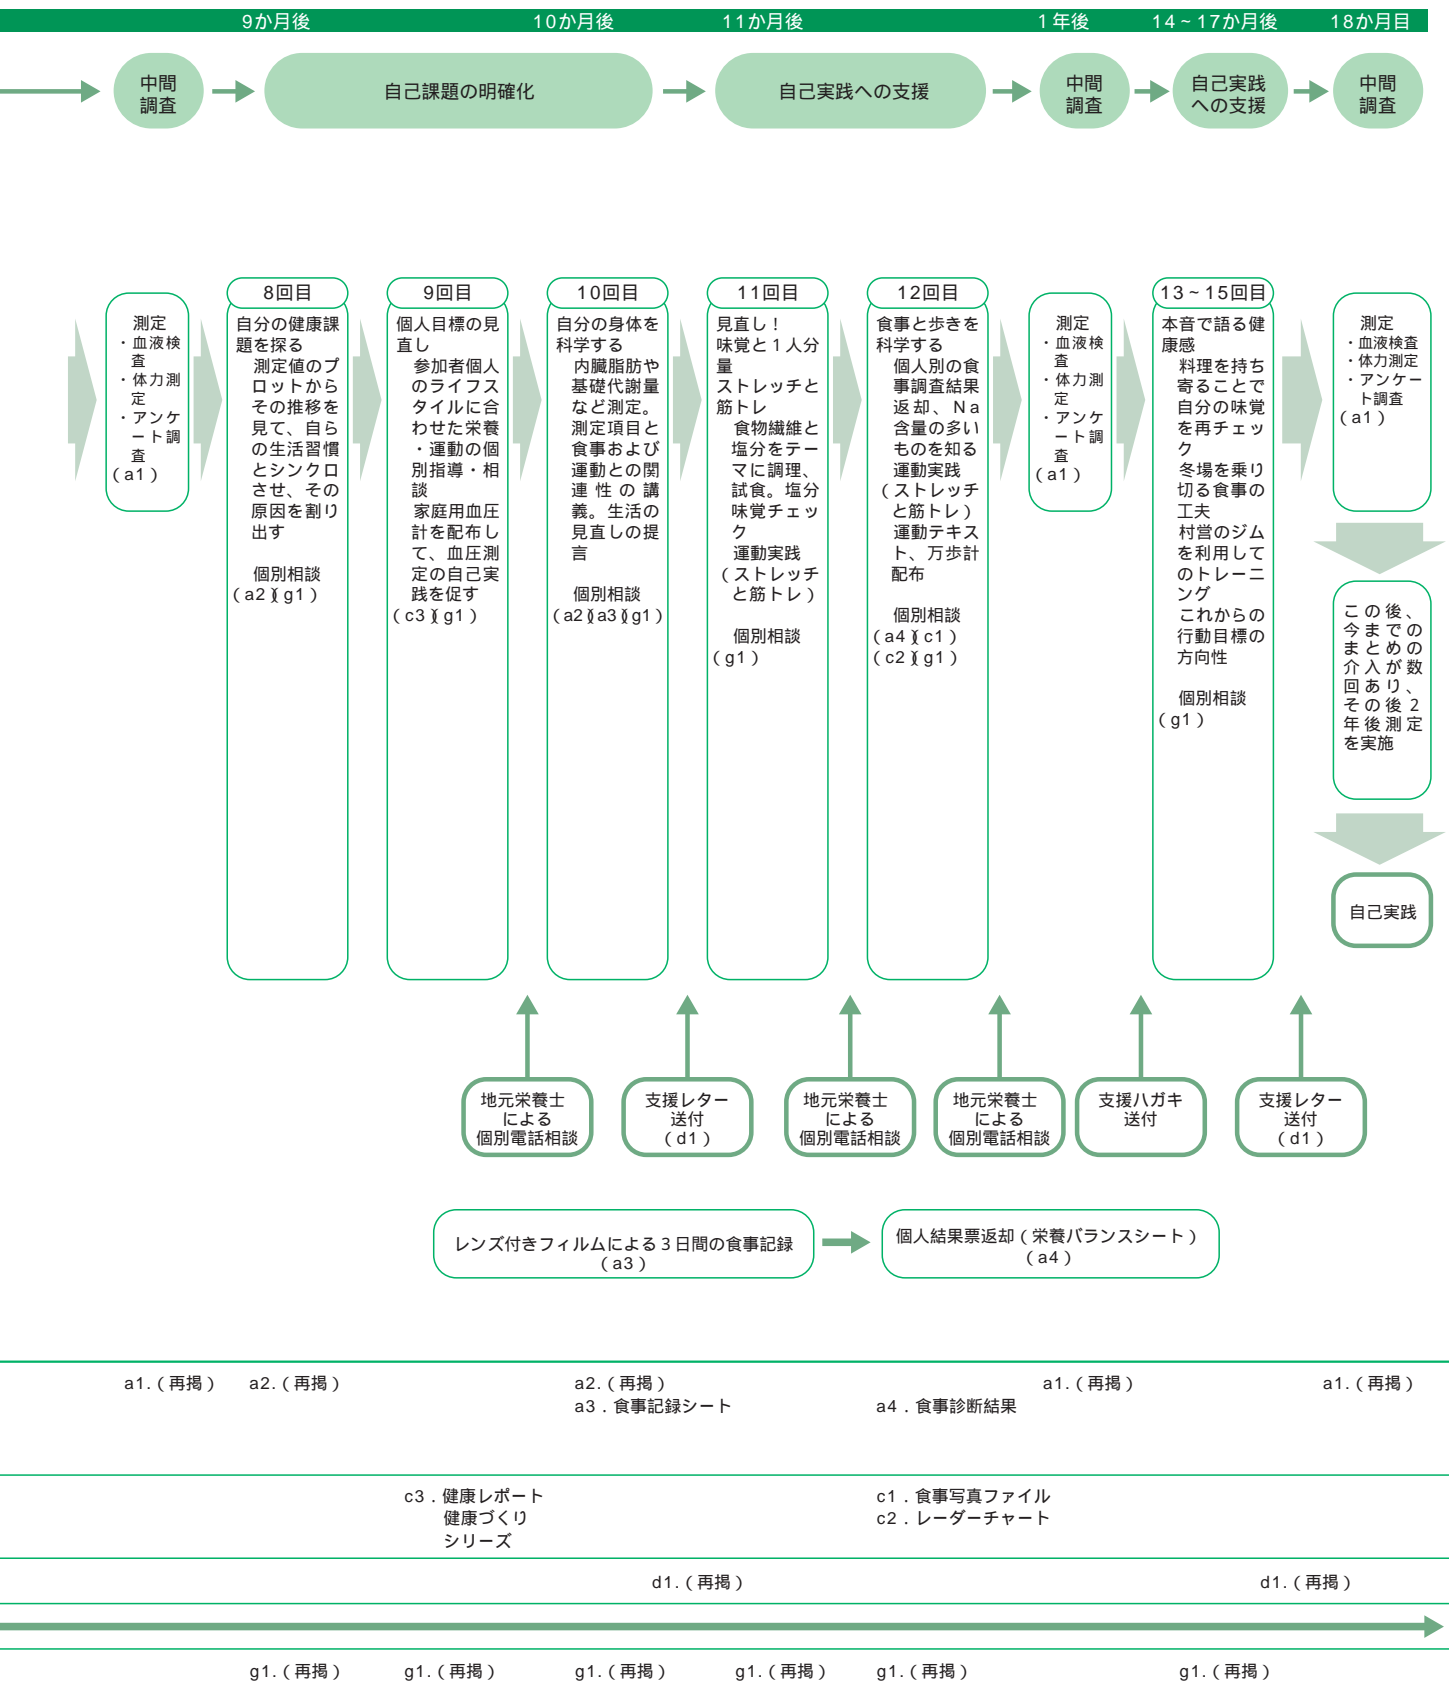 9か月後
10か月後
11か月後
1年後
14～17か月後
18か月目
中間
調査
自己課題の明確化
自己実践への支援
中間
調査
自己実践
への支援
中間
調査
測定
・血液検
査
・体力測
定
・アンケ
ート調
査
（a1）
8回目
自分の健康課
題を探る
測定値のプ
ロットから
その推移を
見て、自ら
の生活習慣
とシンクロ
させ、その
原因を割り
出す
個別相談
（a2）（g1）
9回目
個人目標の見
直し
参加者個人
のライフス
タイルに合
わせた栄養
・運動の個
別指導・相
談
家庭用血圧
計を配布し
て、血圧測
定の自己実
践を促す
（c3）（g1）
10回目
自分の身体を
科学する
内臓脂肪や
基礎代謝量
など測定。
測定項目と
食事および
運動との関
連性の講
義。生活の
見直しの提
言
個別相談
（a2）（a3）（g1）
11回目
見直し！
味覚と１人分
量
ストレッチと
筋トレ
食物繊維と
塩分をテー
マに調理、
試食。塩分
味覚チェッ
ク
運動実践
（ストレッチ
と筋トレ）
個別相談
（g1）
12回目
食事と歩きを
科学する
個人別の食
事調査結果
返却、Na
含量の多い
ものを知る
運動実践
（ストレッチ
と筋トレ）
運動テキス
ト、万歩計
配布
個別相談
（a4）（c1）
（c2）（g1）
測定
・血液検
査
・体力測
定
・アンケ
ート調
査
（a1）
13～15回目
本音で語る健
康感
料理を持ち
寄ることで
自分の味覚
を再チェッ
ク
冬場を乗り
切る食事の
工夫
村営のジム
を利用して
のトレーニ
ング
これからの
行動目標の
方向性
個別相談
（g1）
測定
・血液検査
・体力測定
・アンケー
ト調査
（a1）
この後、
今までの
まとめの
介入が数
回あり、
その後２
年後測定
を実施
自己実践
地元栄養士
による
個別電話相談
支援レター
送付
（d1）
地元栄養士
による
個別電話相談
地元栄養士
による
個別電話相談
支援ハガキ
送付
支援レター
送付
（d1）
レンズ付きフィルムによる３日間の食事記録
（a3）
個人結果票返却（栄養バランスシート）
（a4）
a1.（再掲）
a2.（再掲）
a2.（再掲）
a3．食事記録シート
a4．食事診断結果
a1.（再掲）
a1.（再掲）
c3．健康レポート
健康づくり
シリーズ
c1．食事写真ファイル
c2．レーダーチャート
d1.（再掲）
d1.（再掲）
g1.（再掲）
g1.（再掲）
g1.（再掲）
g1.（再掲）
g1.（再掲）
g1.（再掲）